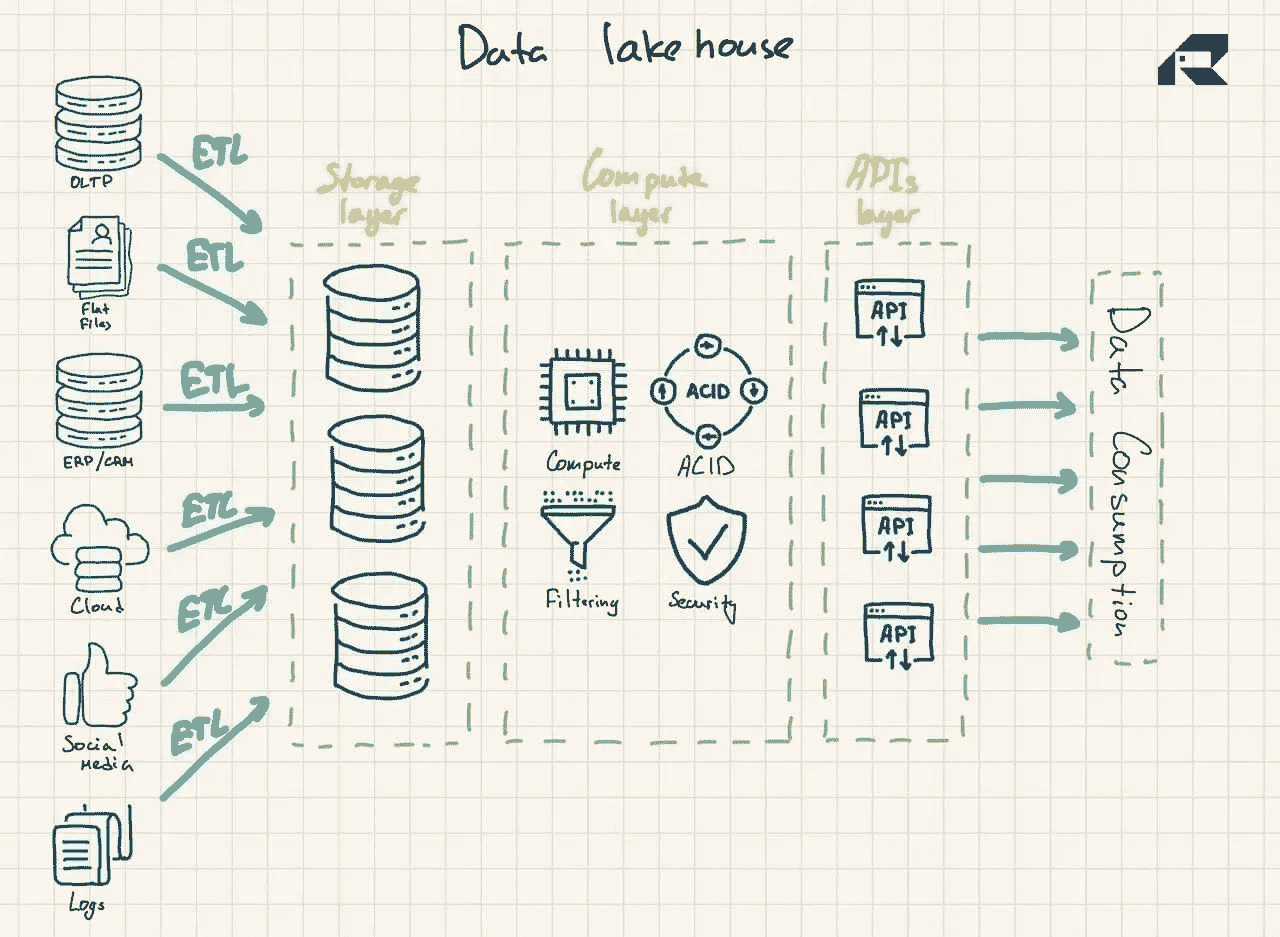 Data lakehouse
OLTP
ETL
Flat
Files
ETL
ERP/CRM
ETL
Cloud
ETL
Social
Media
ETL
Logs
ETL
Storage
layer
Compute
layer
Compute
ACID
ACID
Filtering
Security
APIs
layer
API
API
API
API
Data Consumption